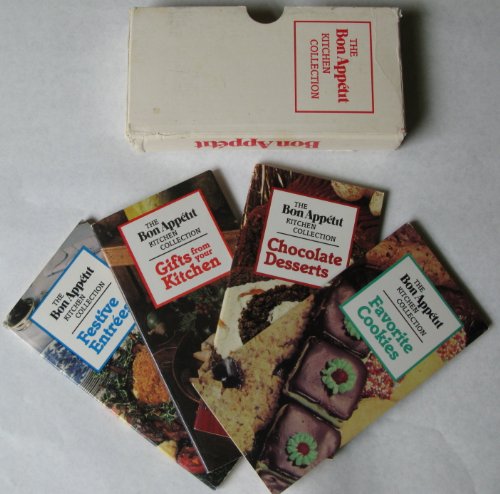 THE
Bon Appétit
KITCHEN
COLLECTION
Bon Appétit
THE
Bon Appétit
KITCHEN
COLLECTION
Festive
Entrées
THE
Bon Appétit
KITCHEN
COLLECTION
Gifts from
your
Kitchen
THE
Bon Appétit
KITCHEN
COLLECTION
Chocolate
Desserts
THE
Bon Appétit
KITCHEN
COLLECTION
Favorite
Cookies